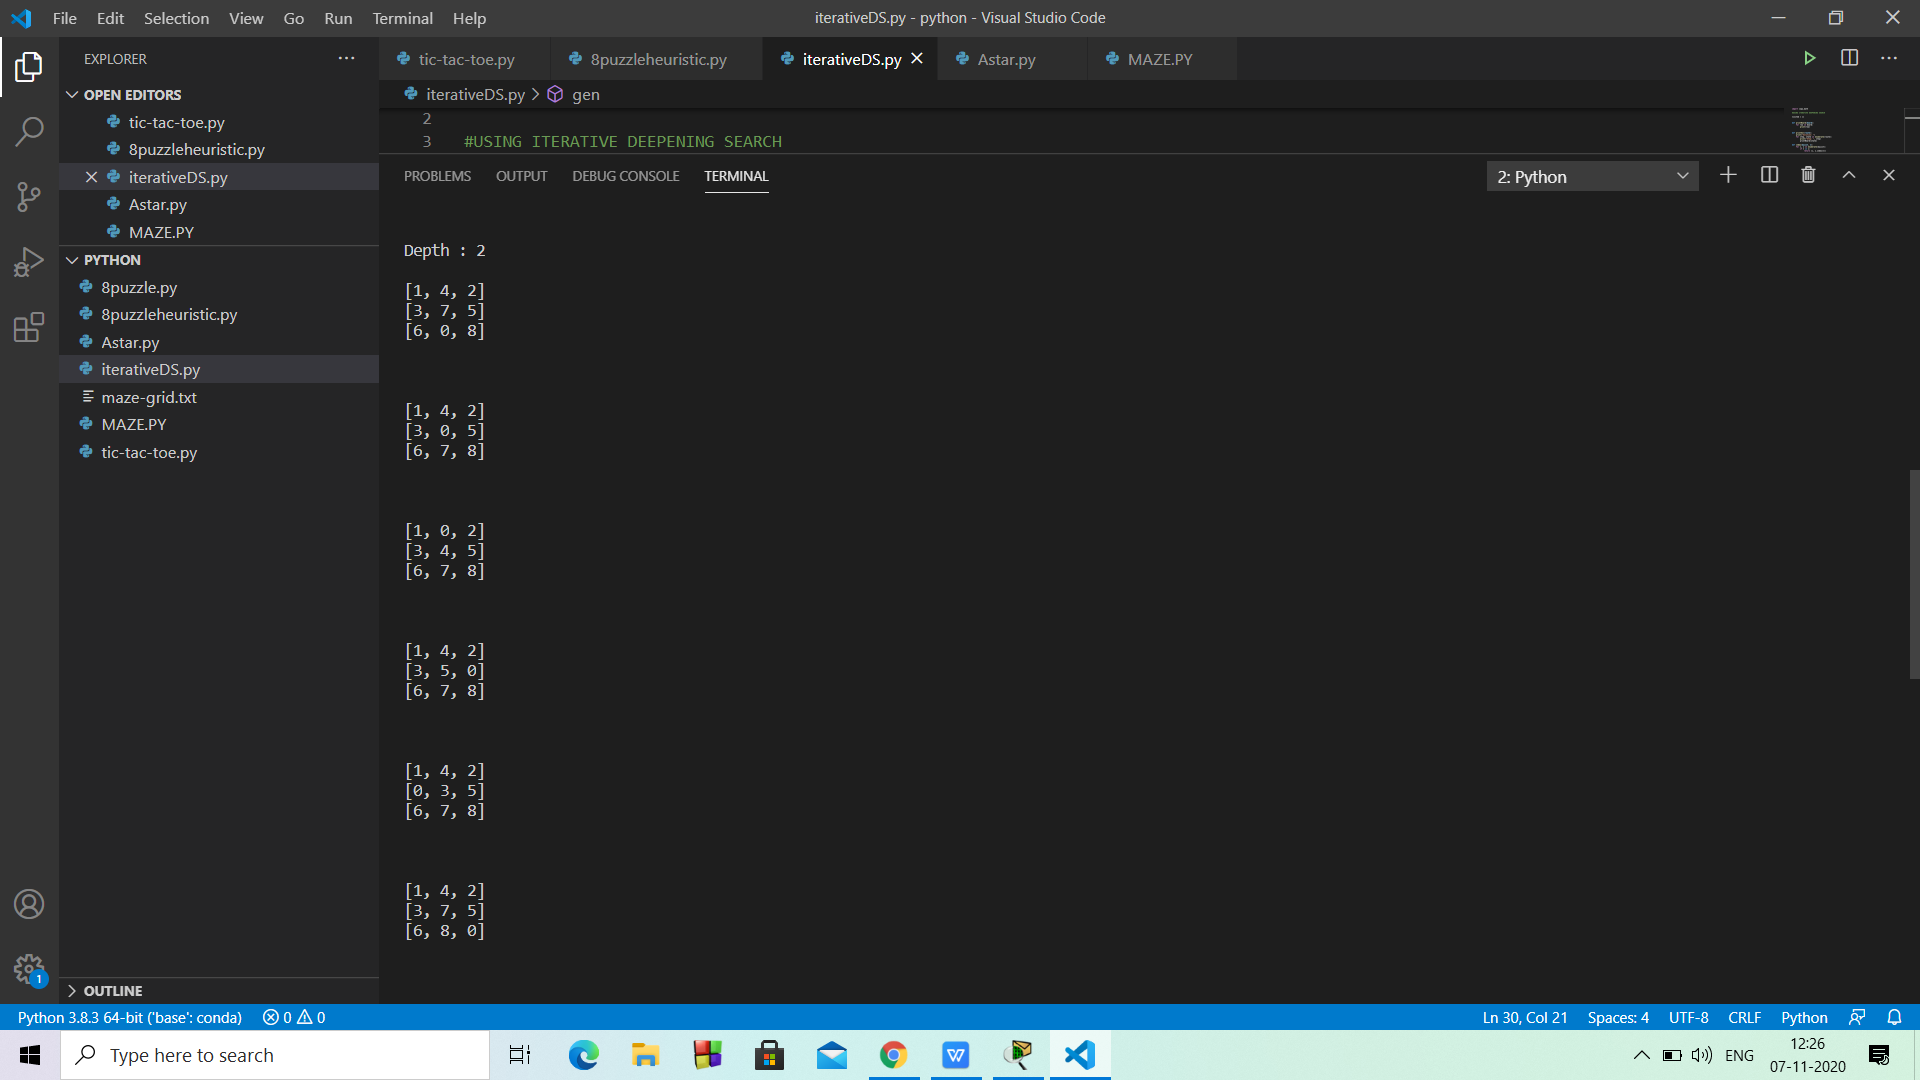 File Edit Selection View Go Run Terminal Help
iterativeDS.py - python - Visual Studio Code
EXPLORER
OPEN EDITORS
tic-tac-toe.py
8puzzleheuristic.py
iterativeDS.py
Astar.py
MAZE.PY
PYTHON
8puzzle.py
8puzzleheuristic.py
Astar.py
iterativeDS.py
maze-grid.txt
MAZE.PY
tic-tac-toe.py
OUTLINE
1
tic-tac-toe.py 8puzzleheuristic.py iterativeDS.py Astar.py MAZE.PY
iterativeDS.py > gen
2
3 #USING ITERATIVE DEEPENING SEARCH
PROBLEMS OUTPUT DEBUG CONSOLE TERMINAL
2: Python
Depth : 2
[1, 4, 2]
[3, 7, 5]
[6, 0, 8]
[1, 4, 2]
[3, 0, 5]
[6, 7, 8]
[1, 0, 2]
[3, 4, 5]
[6, 7, 8]
[1, 4, 2]
[3, 5, 0]
[6, 7, 8]
[1, 4, 2]
[0, 3, 5]
[6, 7, 8]
[1, 4, 2]
[3, 7, 5]
[6, 8, 0]
Python 3.8.3 64-bit ('base': conda) 0 0
Ln 30, Col 21 Spaces: 4 UTF-8 CRLF Python
Type here to search
ENG
12:26
07-11-2020